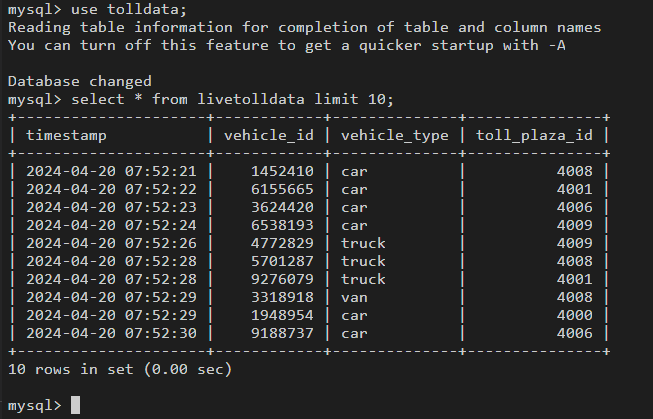 mysql> use tolldata;
Reading table information for completion of table and column names
You can turn off this feature to get a quicker startup with -A

Database changed
mysql> select * from livetolldata limit 10;
+---------------------+------------+--------------+---------------+
| timestamp           | vehicle_id | vehicle_type | toll_plaza_id |
+---------------------+------------+--------------+---------------+
| 2024-04-20 07:52:21 |    1452410 | car          |          4008 |
| 2024-04-20 07:52:22 |    6155665 | car          |          4001 |
| 2024-04-20 07:52:23 |    3624420 | car          |          4006 |
| 2024-04-20 07:52:24 |    6538193 | car          |          4009 |
| 2024-04-20 07:52:26 |    4772829 | truck        |          4009 |
| 2024-04-20 07:52:28 |    5701287 | truck        |          4008 |
| 2024-04-20 07:52:28 |    9276079 | truck        |          4001 |
| 2024-04-20 07:52:29 |    3318918 | van          |          4008 |
| 2024-04-20 07:52:29 |    1948954 | car          |          4000 |
| 2024-04-20 07:52:30 |    9188737 | car          |          4006 |
+---------------------+------------+--------------+---------------+
10 rows in set (0.00 sec)

mysql>